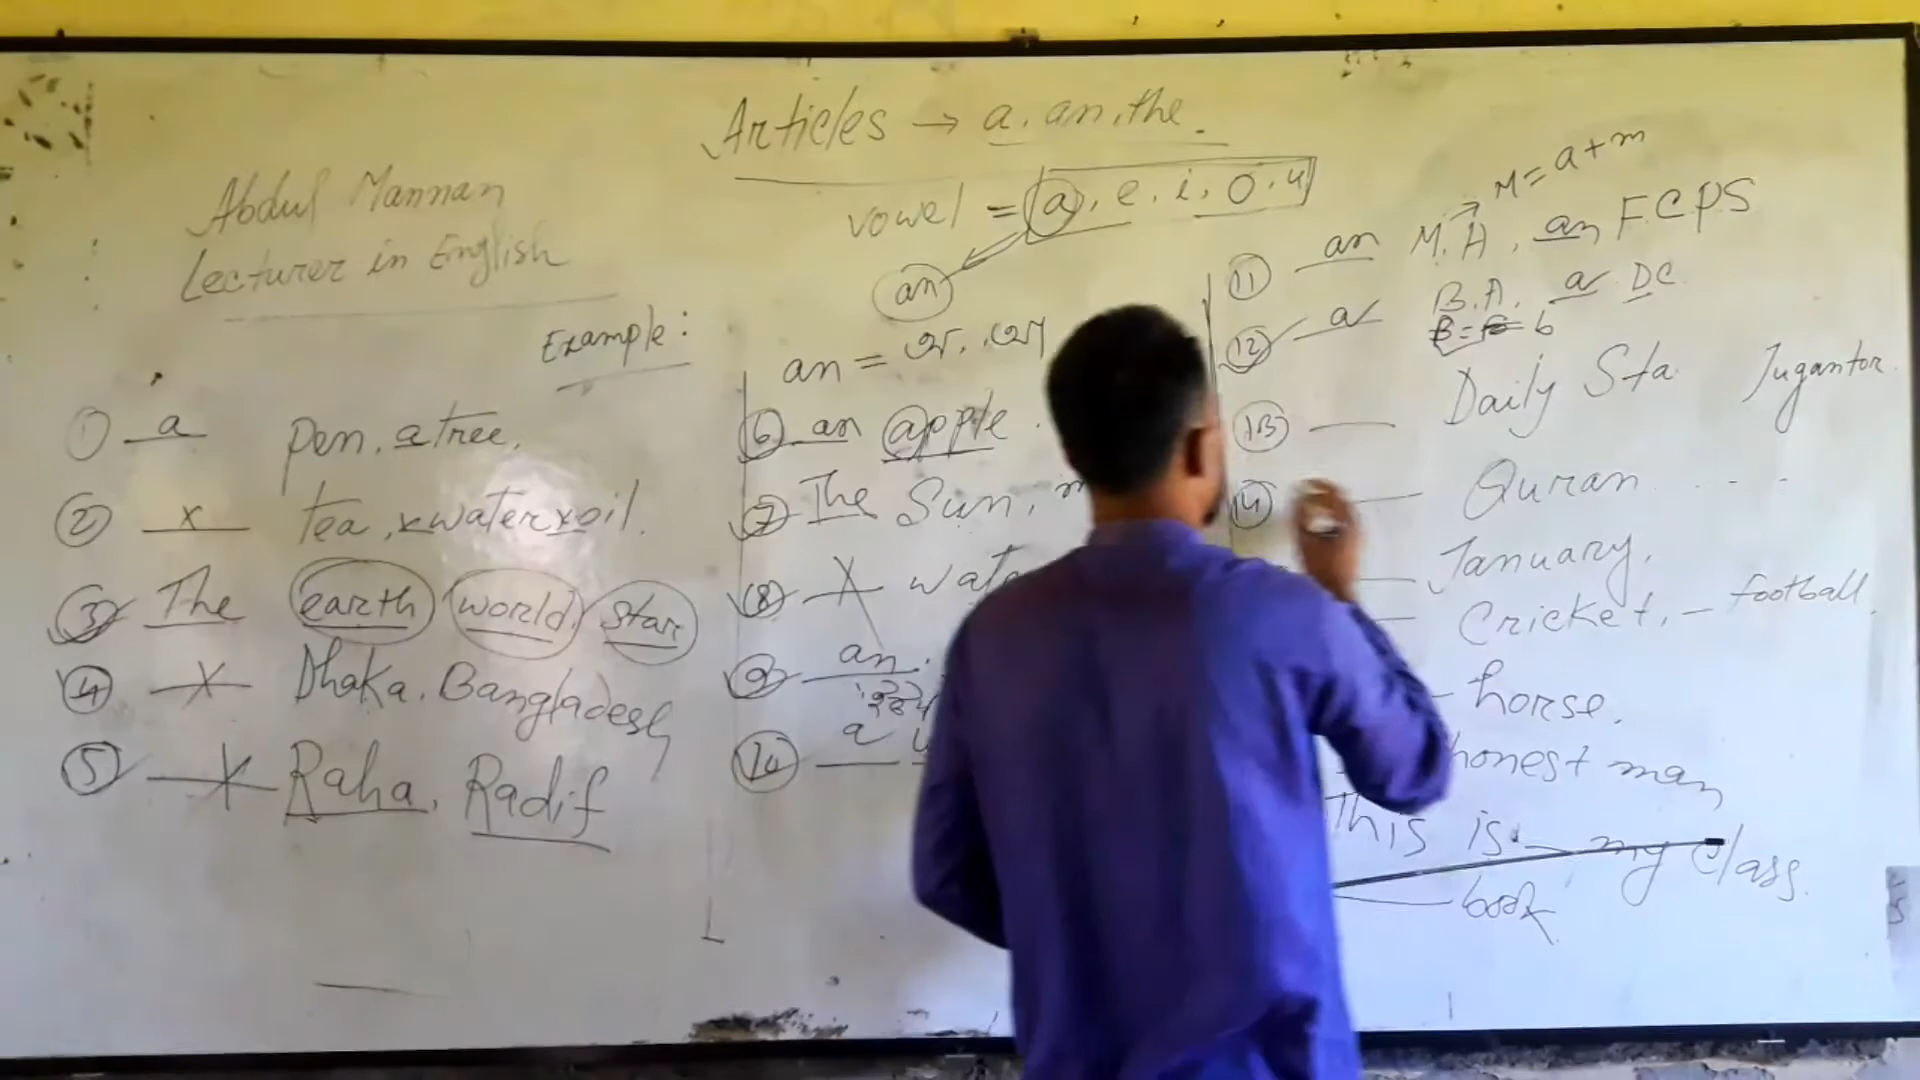 Articles → a, an, the.
Abdul Mannan
Lecturer in English
vowel = a, e, i, o, u
an
Example:
① a pen, a tree,
② x tea, x water x oil.
③ The earth world, star
④ x Dhaka, Bangladesh
⑤ x Raha, Radif
an =
⑥ an apple.
⑦ The Sun,
⑧ x
⑨ an
a
M = a + m
⑪ an M.A, an F.C.P.S
⑫ a B.A, a DC
b
⑬ Daily Sta Jugantor.
⑭ Quran
January,
Cricket, - football.
horse.
honest man
This is my class
book